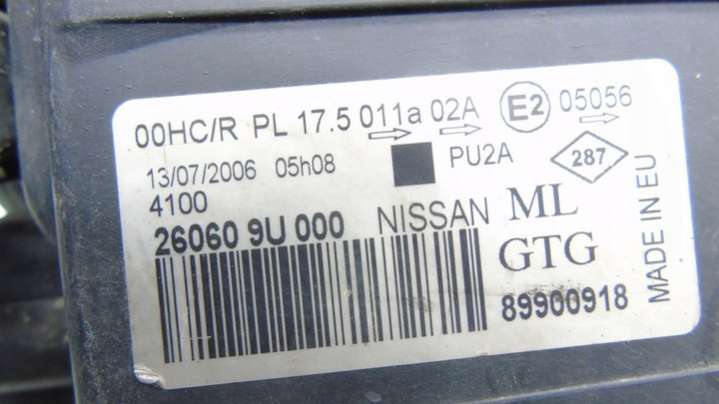 00HC/R PL 17.5 011a 02A E2 05056
13/07/2006 05h08 PU2A 287
4100
26060 9U 000 NISSAN ML
GTG
89900918
MADE IN EU